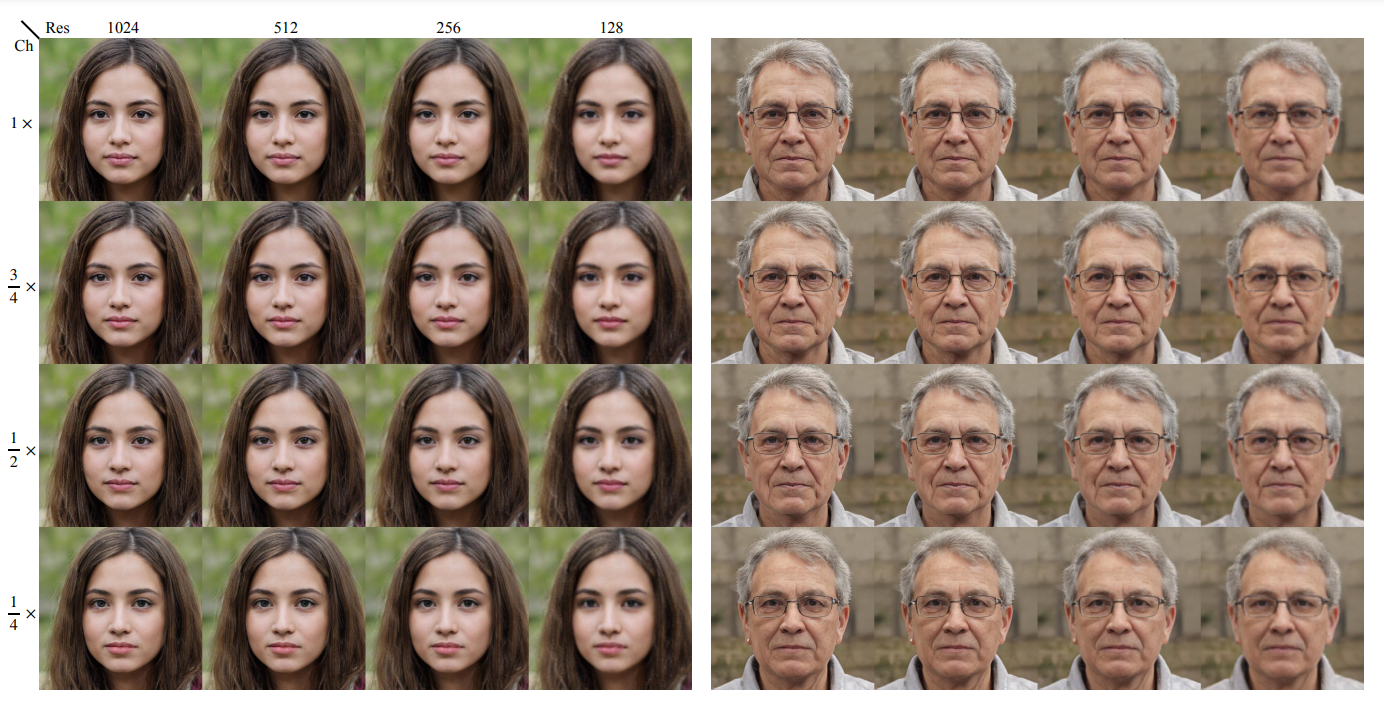 Res 1024 512 256 128
Ch
1 ×
3/4 ×
1/2 ×
1/4 ×